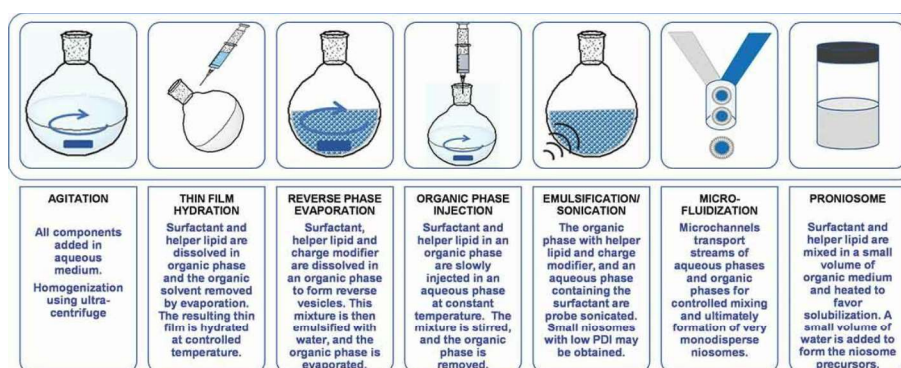 AGITATION
All components
added in
aqueous
medium.
Homogenization
using ultra-
centrifuge
THIN FILM
HYDRATION
Surfactant and
helper lipid are
dissolved in
organic phase
and the organic
solvent removed
by evaporation.
The resulting thin
film is hydrated
at controlled
temperature.
REVERSE PHASE
EVAPORATION
Surfactant,
helper lipid and
charge modifier
are dissolved in
an organic phase
to form reverse
vesicles. This
mixture is then
emulsified with
water, and the
organic phase is
evaporated.
ORGANIC PHASE
INJECTION
Surfactant and
helper lipid in an
organic phase
are slowly
injected in an
aqueous phase
at constant
temperature. The
mixture is stirred,
and the organic
phase is
removed.
EMULSIFICATION/
SONICATION
The organic
phase with helper
lipid and charge
modifier, and an
aqueous phase
containing the
surfactant are
probe sonicated.
Small niosomes
with low PDI may
be obtained.
MICRO-
FLUIDIZATION
Microchannels
transport
streams of
aqueous phases
and organic
phases for
controlled mixing
and ultimately
formation of very
monodisperse
niosomes.
PRONIOSOME
Surfactant and
helper lipid are
mixed in a small
volume of
organic medium
and heated to
favor
solubilization. A
small volume of
water is added to
form the niosome
precursors.